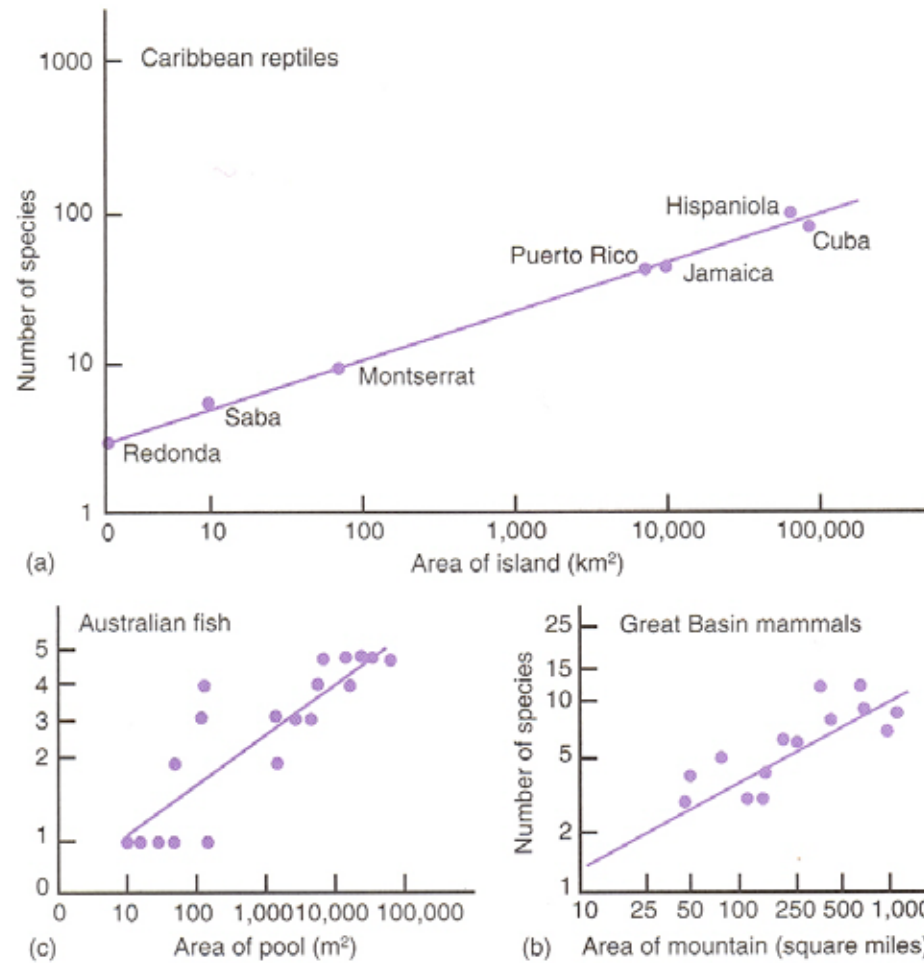 1000
Caribbean reptiles
Number of species
100
Hispaniola
Cuba
Puerto Rico
Jamaica
10
Montserrat
Saba
Redonda
1
0 10 100 1,000 10,000 100,000
(a) Area of island (km²)
Australian fish
5
4
3
2
1
0
0 10 100 1,000 10,000 100,000
(c) Area of pool (m²)
25 Great Basin mammals
15
10
Number of species
5
2
1
10 25 50 100 250 500 1,000
(b) Area of mountain (square miles)